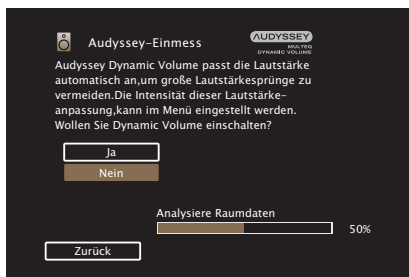 Audyssey-Einmess
AUDYSSEY
MULTEQ
DYNAMIC VOLUME
Audyssey Dynamic Volume passt die Lautstärke
automatisch an,um große Lautstärkesprünge zu
vermeiden.Die Intensität dieser Lautstärke-
anpassung,kann im Menü eingestellt werden.
Wollen Sie Dynamic Volume einschalten?
Ja
Nein
Analysiere Raumdaten
50%
Zurück